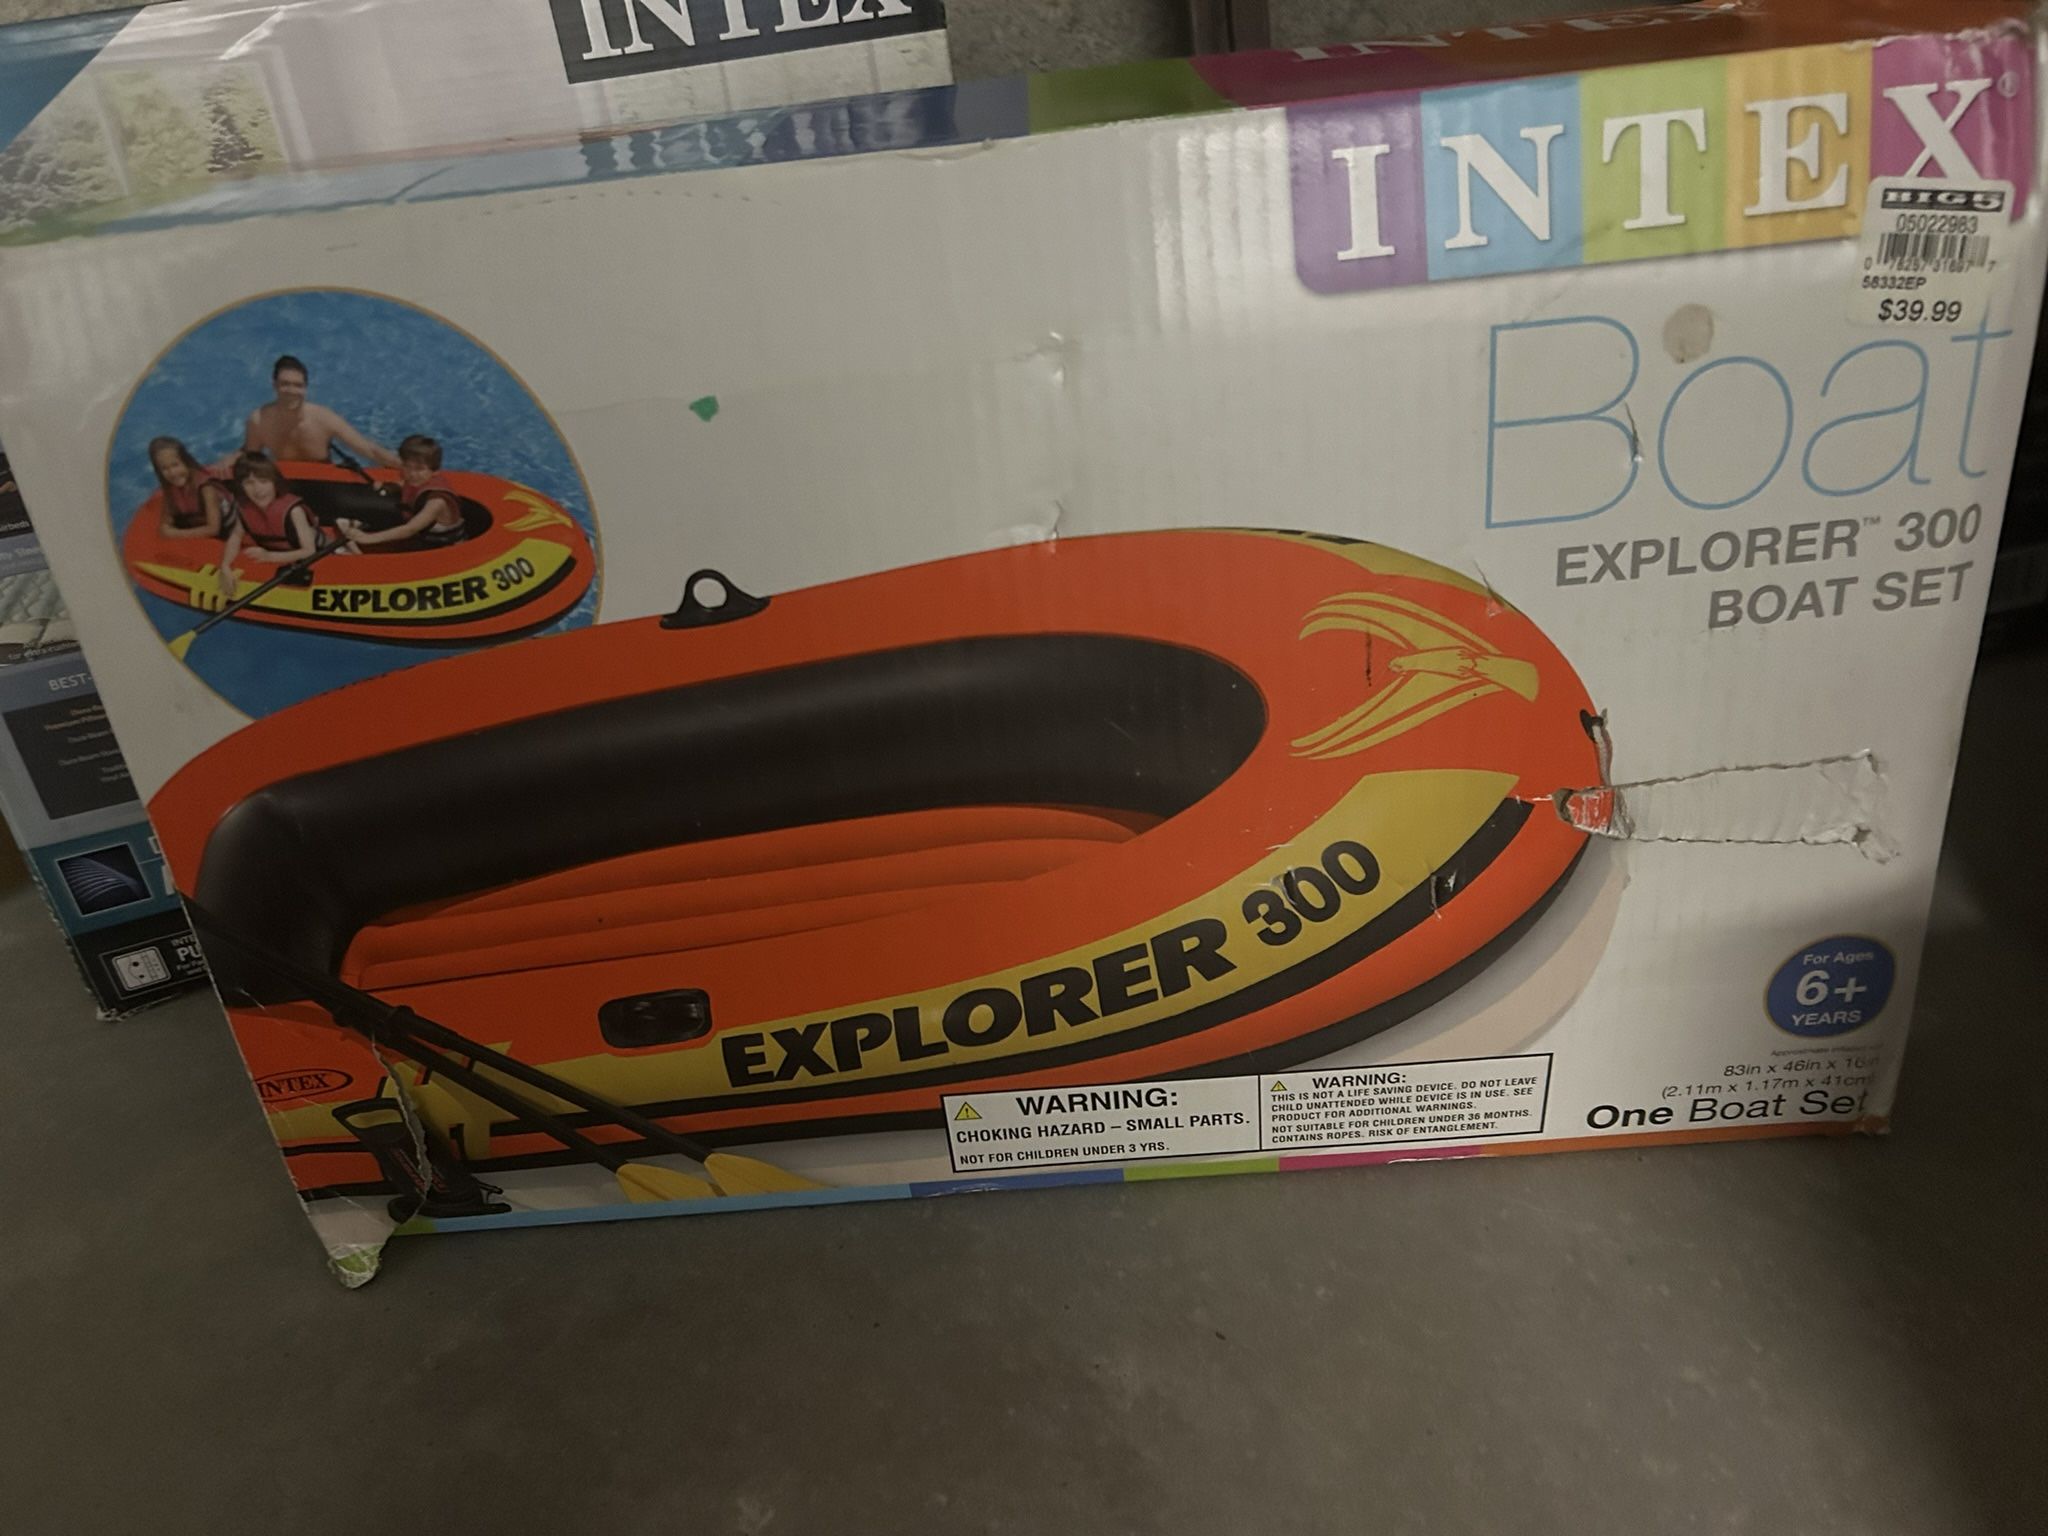 INTEX
INTEX
INTEX®
BIG 5
05022983
58332EP
$39.99
Boat
EXPLORER™ 300
BOAT SET
EXPLORER 300
EXPLORER 300
INTEX
BEST-
For Ages
6+
YEARS
83in x 46in x 16in
(2.11m x 1.17m x 41cm)
One Boat Set
WARNING:
CHOKING HAZARD – SMALL PARTS.
NOT FOR CHILDREN UNDER 3 YRS.
WARNING:
THIS IS NOT A LIFE SAVING DEVICE. DO NOT LEAVE
CHILD UNATTENDED WHILE DEVICE IS IN USE. SEE
PRODUCT FOR ADDITIONAL WARNINGS.
NOT SUITABLE FOR CHILDREN UNDER 36 MONTHS.
CONTAINS ROPES. RISK OF ENTANGLEMENT.